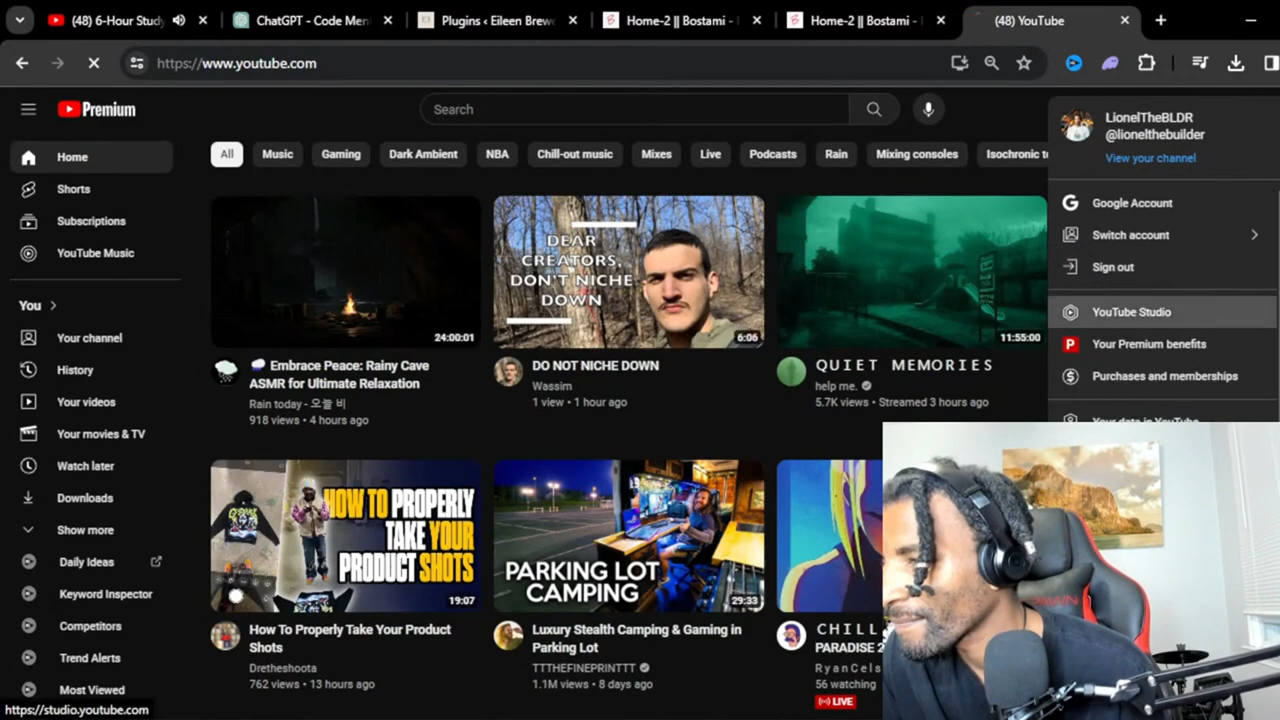 (48) 6-Hour Study
ChatGPT - Code Men
Plugins ‹ Eileen Brewe
Home-2 || Bostami -
Home-2 || Bostami -
(48) YouTube
https://www.youtube.com
Premium
Search
LionelTheBLDR
@lionelthebuilder
View your channel
Home
Shorts
Subscriptions
YouTube Music
You
Your channel
History
Your videos
Your movies & TV
Watch later
Downloads
Show more
Daily Ideas
Keyword Inspector
Competitors
Trend Alerts
Most Viewed
https://studio.youtube.com
All
Music
Gaming
Dark Ambient
NBA
Chill-out music
Mixes
Live
Podcasts
Rain
Mixing consoles
Isochronic to
24:00:01
Embrace Peace: Rainy Cave
ASMR for Ultimate Relaxation
Rain today - 오늘 비
918 views • 4 hours ago
DEAR
CREATORS,
DON'T NICHE
DOWN
6:06
DO NOT NICHE DOWN
Wassim
1 view • 1 hour ago
11:55:00
QUIET MEMORIES
help me.
5.7K views • Streamed 3 hours ago
HOW TO PROPERLY
TAKE YOUR
PRODUCT SHOTS
19:07
How To Properly Take Your Product
Shots
Dretheshoota
762 views • 13 hours ago
PARKING LOT
CAMPING
29:33
Luxury Stealth Camping & Gaming in
Parking Lot
TTTHEFINEPRINTTT
1.1M views • 8 days ago
CHILL
PARADISE 2
RyanCels
56 watching
LIVE
Google Account
Switch account
Sign out
YouTube Studio
Your Premium benefits
Purchases and memberships
Your data in YouTube